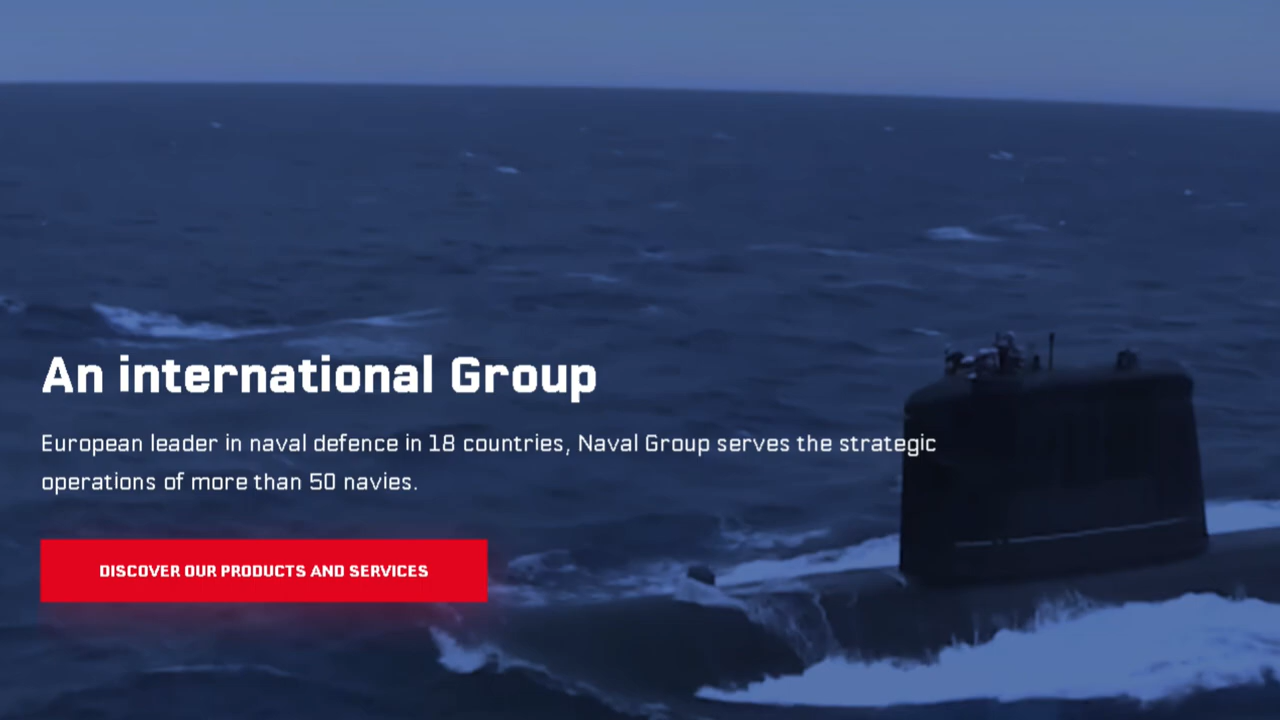 An international Group
European leader in naval defence in 18 countries, Naval Group serves the strategic
operations of more than 50 navies.
DISCOVER OUR PRODUCTS AND SERVICES